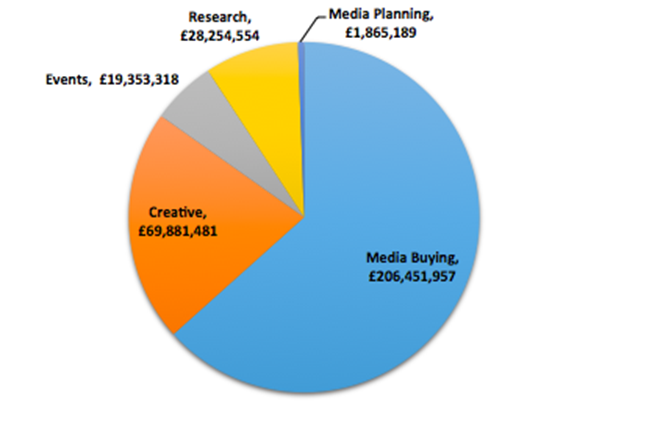 Research,
£28,254,554
Media Planning,
£1,865,189
Events, £19,353,318
Creative,
£69,881,481
Media Buying,
£206,451,957